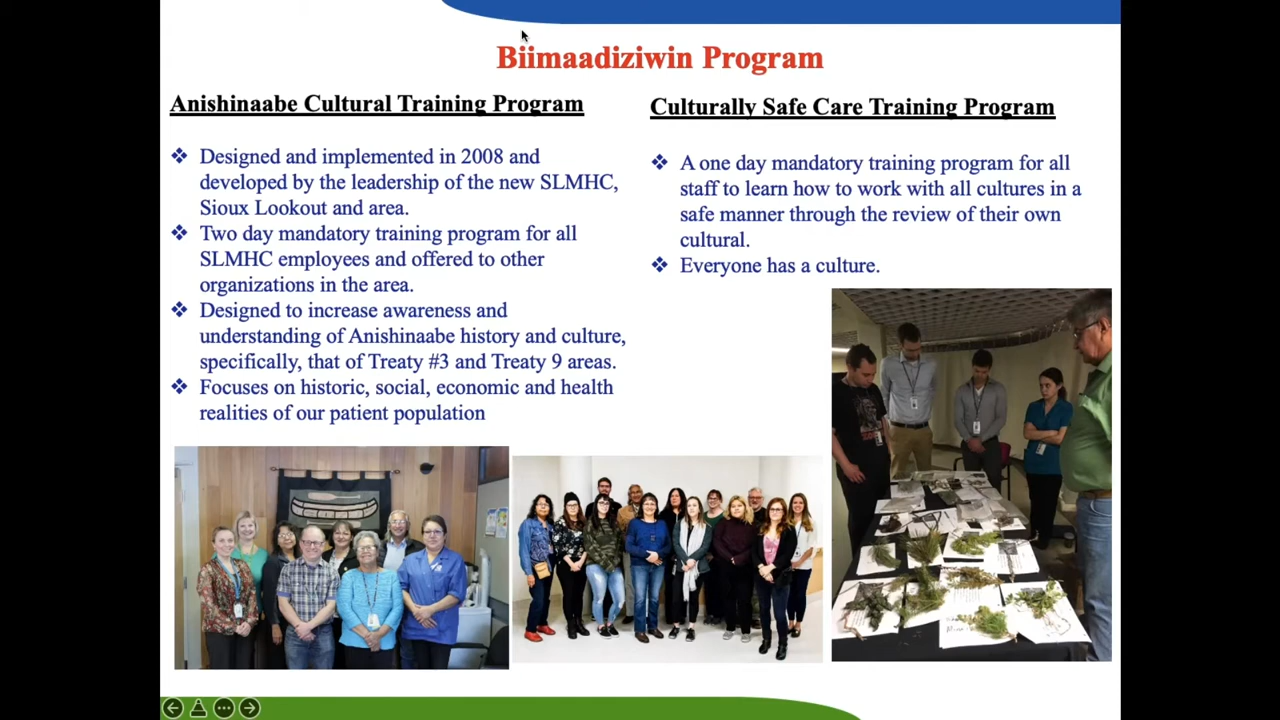 Biimaadiziwin Program
Anishinaabe Cultural Training Program
Designed and implemented in 2008 and
developed by the leadership of the new SLMHC,
Sioux Lookout and area.
Two day mandatory training program for all
SLMHC employees and offered to other
organizations in the area.
Designed to increase awareness and
understanding of Anishinaabe history and culture,
specifically, that of Treaty #3 and Treaty 9 areas.
Focuses on historic, social, economic and health
realities of our patient population
Culturally Safe Care Training Program
A one day mandatory training program for all
staff to learn how to work with all cultures in a
safe manner through the review of their own
cultural.
Everyone has a culture.